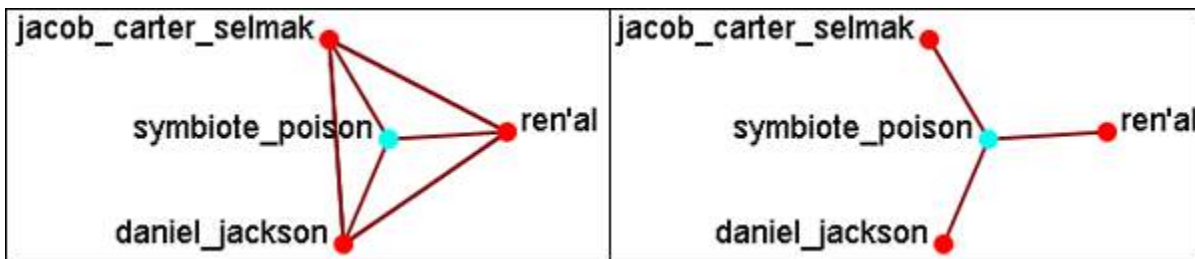 jacob_carter_selmak
ren'al
symbiote_poison
daniel_jackson
jacob_carter_selmak
ren'al
symbiote_poison
daniel_jackson